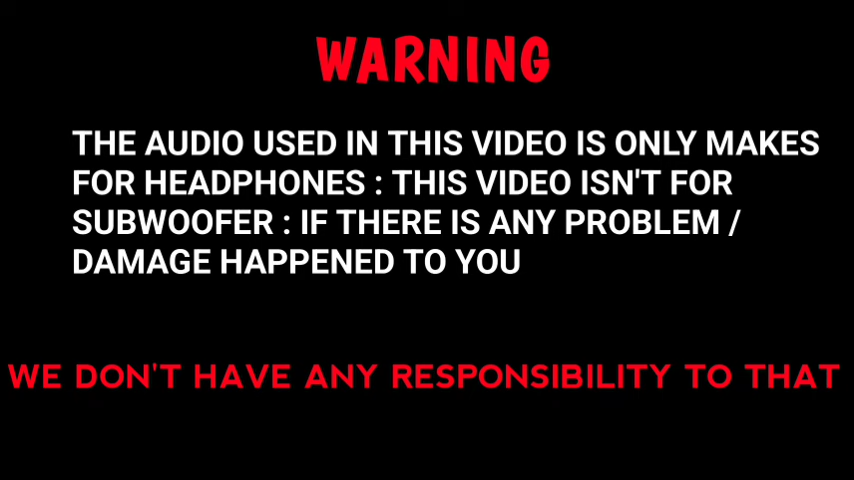 WARNING
THE AUDIO USED IN THIS VIDEO IS ONLY MAKES
FOR HEADPHONES : THIS VIDEO ISN'T FOR
SUBWOOFER : IF THERE IS ANY PROBLEM /
DAMAGE HAPPENED TO YOU
WE DON'T HAVE ANY RESPONSIBILITY TO THAT